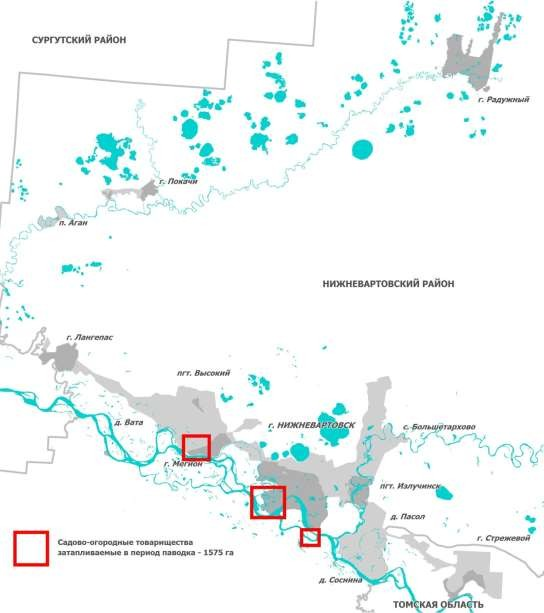 СУРГУТСКИЙ РАЙОН
г. Радужный
г. Покачи
п. Аган
НИЖНЕВАРТОВСКИЙ РАЙОН
г. Лангепас
пгт. Высокий
д. Вата
г. НИЖНЕВАРТОВСК
с. Большетархово
г. Мегион
пгт. Излучинск
д. Пасол
г. Стрежевой
Садово-огородные товарищества
затапливаемые в период паводка - 1575 га
д. Соснина
ТОМСКАЯ ОБЛАСТЬ